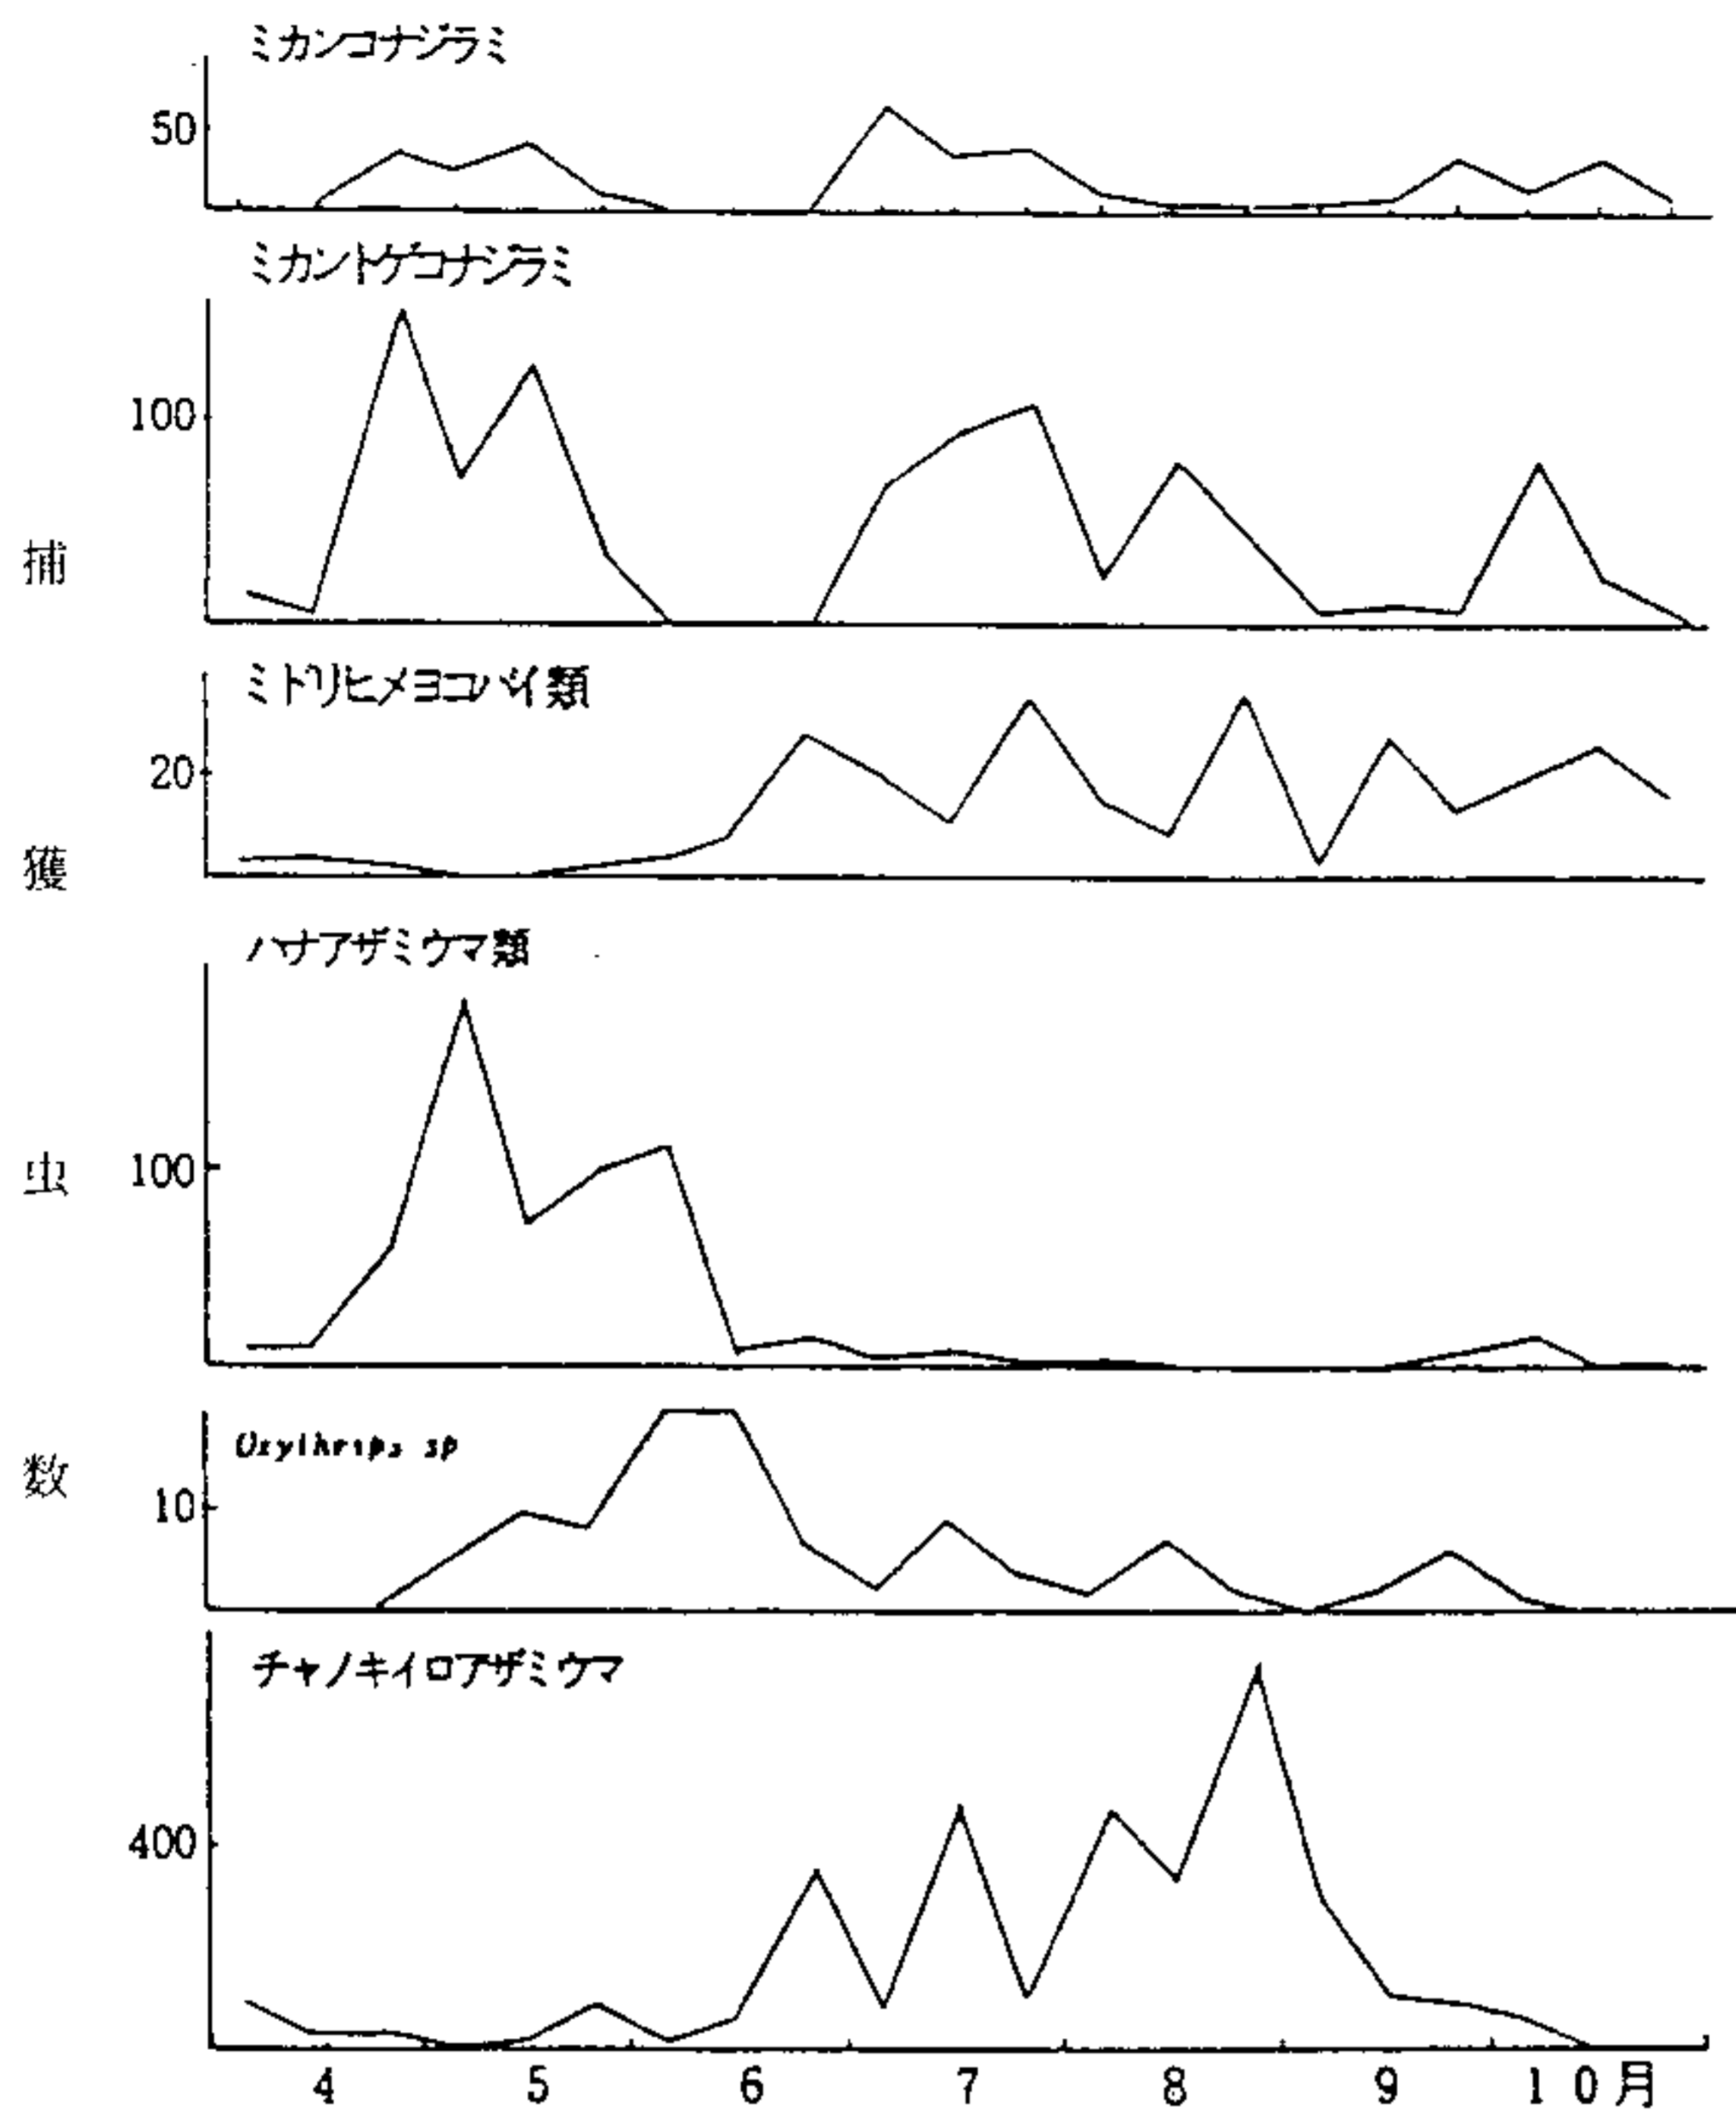 ミカンコナジラミ
50
ミカントゲコナジラミ
100
ミドリヒメヨコバイ類
20
ハナアザミウマ類
100
Oxythrips sp
10
チャノキイロアザミウマ
400
4 5 6 7 8 9 10月
捕獲虫数